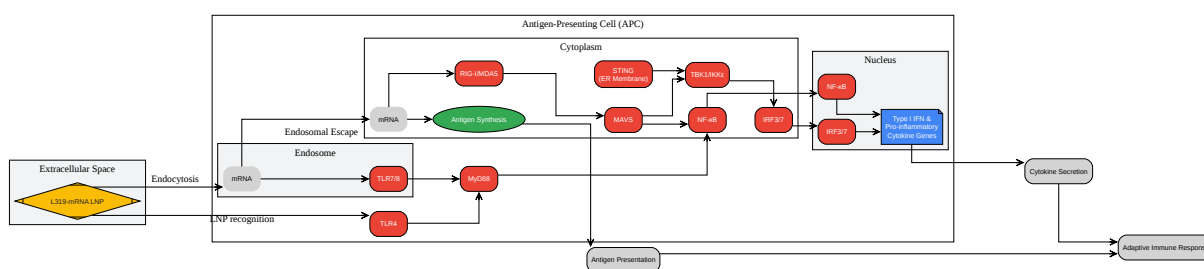 Antigen-Presenting Cell (APC)
Cytoplasm
Nucleus
RIG-I/MDA5
STING
(ER Membrane)
TBK1/IKKε
NF-κB
mRNA
Antigen Synthesis
MAVS
NF-κB
IRF3/7
IRF3/7
Type I IFN &
Pro-inflammatory
Cytokine Genes
Endosomal Escape
Endosome
Extracellular Space
Endocytosis
mRNA
TLR7/8
MyD88
L319-mRNA LNP
LNP recognition
TLR4
Cytokine Secretion
Antigen Presentation
Adaptive Immune Respons